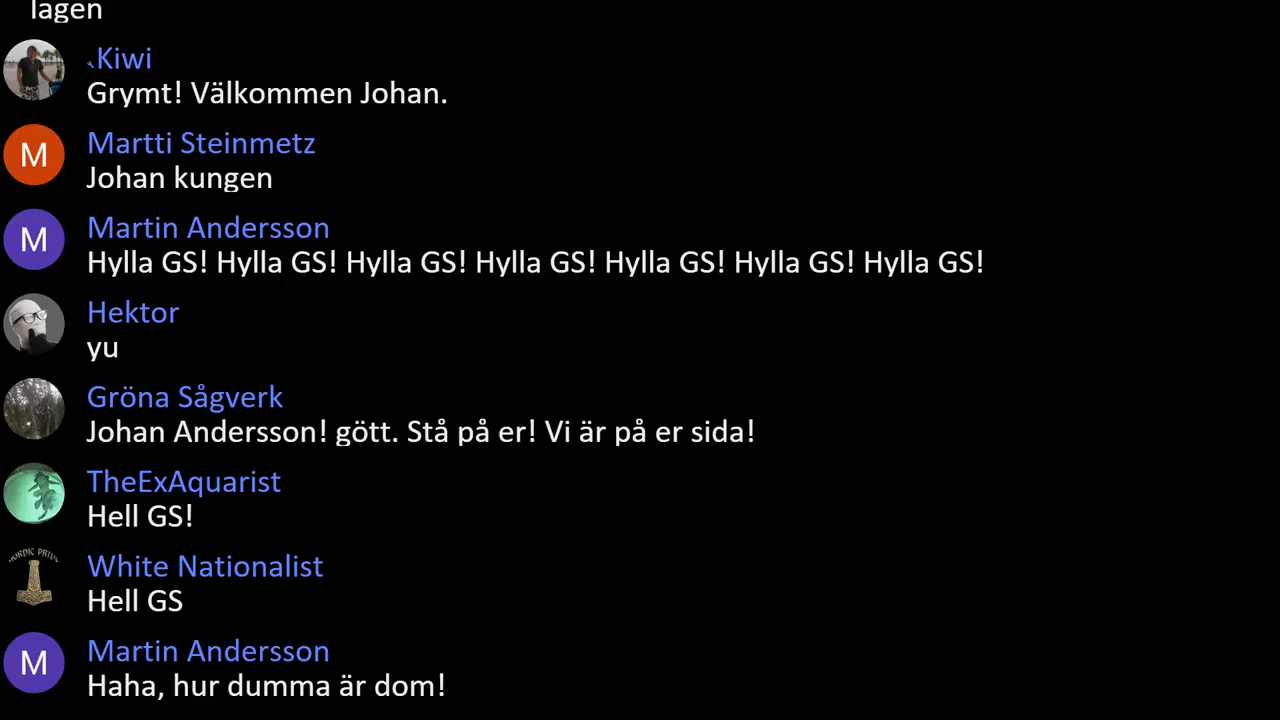 lagen
Kiwi
Grymt! Välkommen Johan.
M
Martti Steinmetz
Johan kungen
M
Martin Andersson
Hylla GS! Hylla GS! Hylla GS! Hylla GS! Hylla GS! Hylla GS! Hylla GS!
Hektor
yu
Gröna Sågverk
Johan Andersson! gött. Stå på er! Vi är på er sida!
TheExAquarist
Hell GS!
White Nationalist
Hell GS
M
Martin Andersson
Haha, hur dumma är dom!